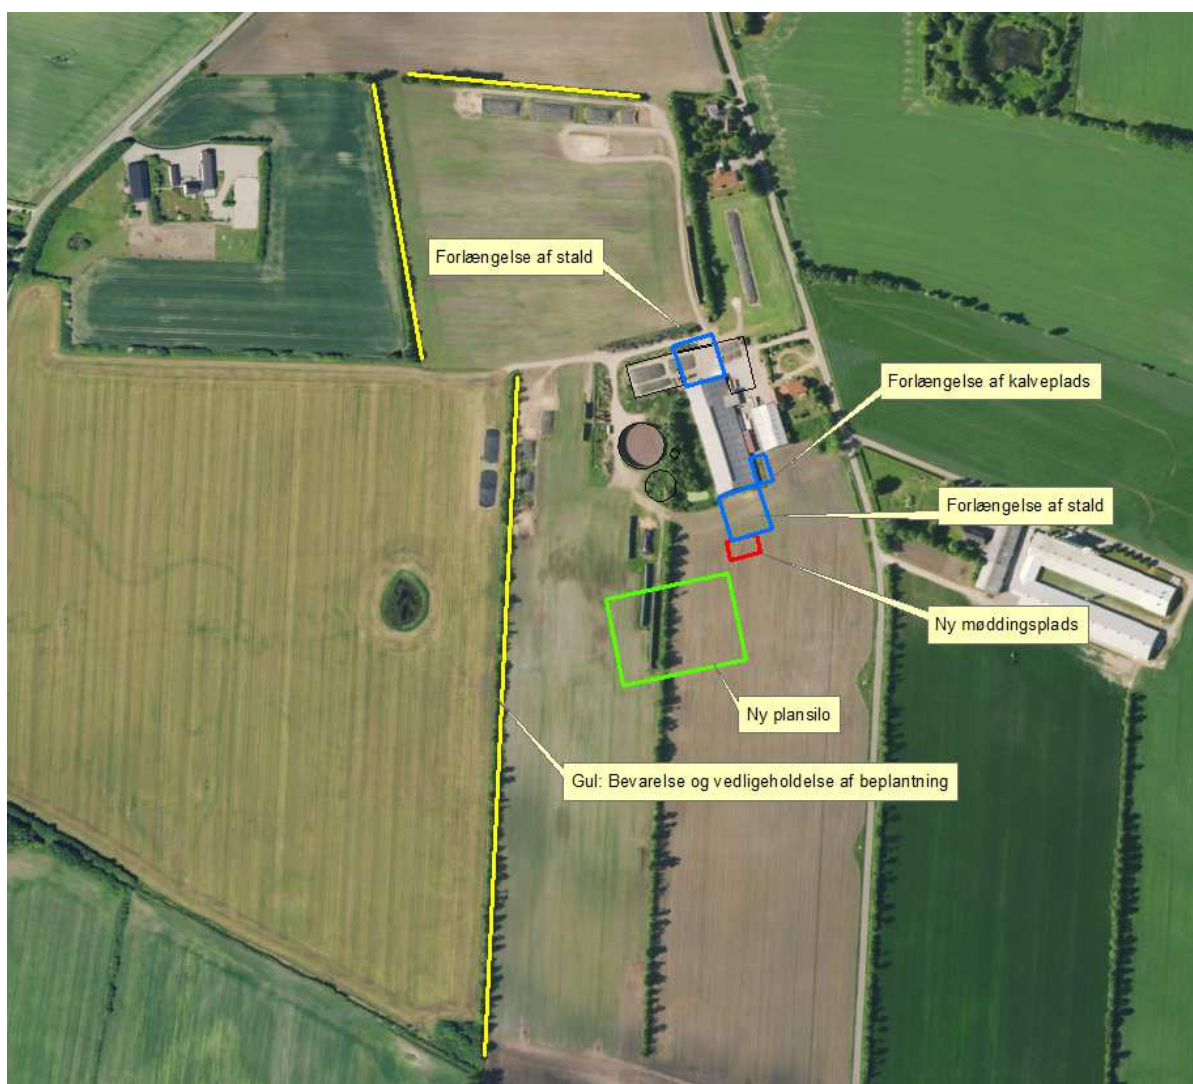 Forlængelse af stald
Forlængelse af kalveplads
Forlængelse af stald
Ny møddingsplads
Ny plansilo
Gul: Bevarelse og vedligeholdelse af beplantning